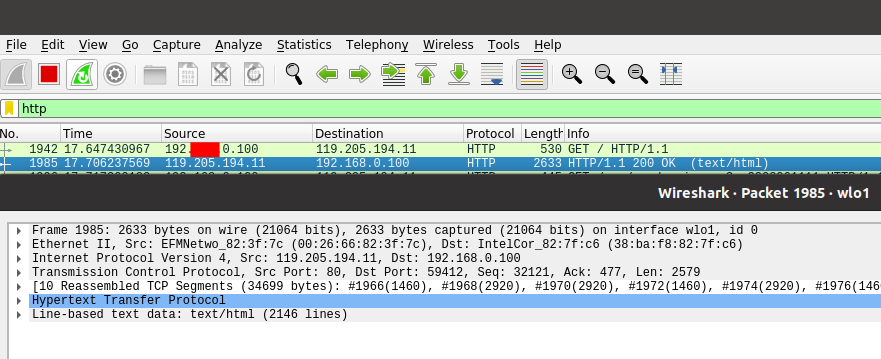 File Edit View Go Capture Analyze Statistics Telephony Wireless Tools Help
http
No. Time Source Destination Protocol Length Info
1942 17.647430967 192. 0.100 119.205.194.11 HTTP 530 GET / HTTP/1.1
1985 17.706237569 119.205.194.11 192.168.0.100 HTTP 2633 HTTP/1.1 200 OK (text/html)
Wireshark · Packet 1985 · wlo1
Frame 1985: 2633 bytes on wire (21064 bits), 2633 bytes captured (21064 bits) on interface wlo1, id 0
Ethernet II, Src: EFMNetwo_82:3f:7c (00:26:66:82:3f:7c), Dst: IntelCor_82:7f:c6 (38:ba:f8:82:7f:c6)
Internet Protocol Version 4, Src: 119.205.194.11, Dst: 192.168.0.100
Transmission Control Protocol, Src Port: 80, Dst Port: 59412, Seq: 32121, Ack: 477, Len: 2579
[10 Reassembled TCP Segments (34699 bytes): #1966(1460), #1968(2920), #1970(2920), #1972(1460), #1974(2920), #1976(146
Hypertext Transfer Protocol
Line-based text data: text/html (2146 lines)